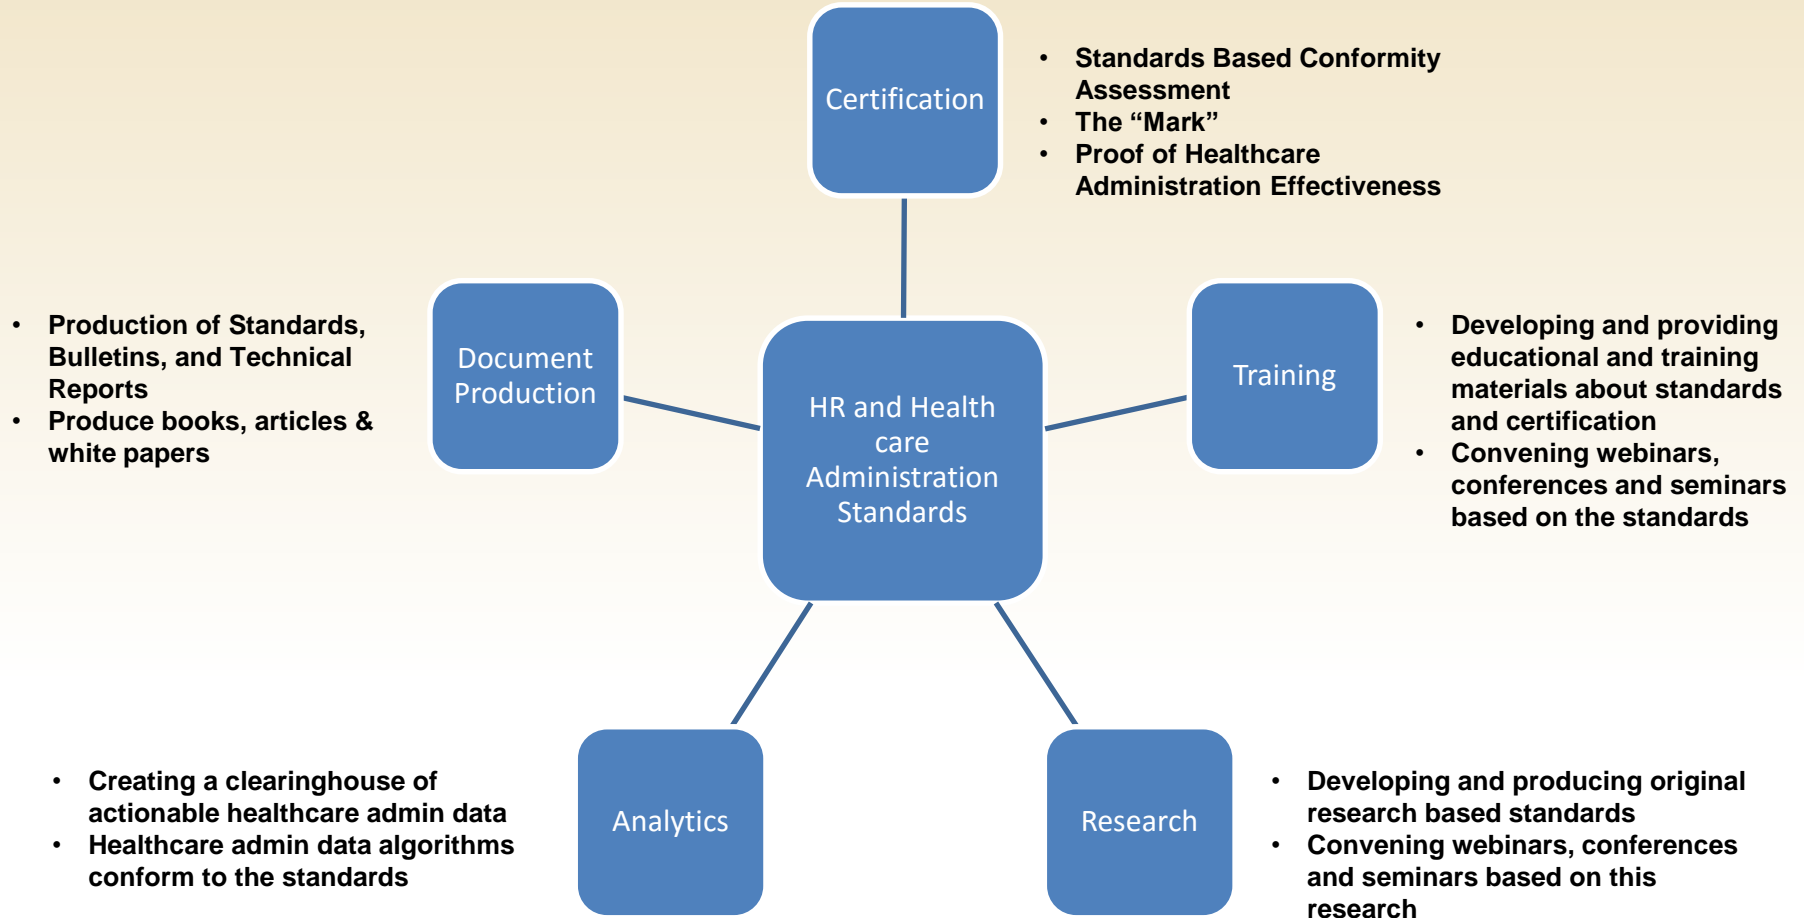 Certification
• Standards Based Conformity
Assessment
• The “Mark”
• Proof of Healthcare
Administration Effectiveness
• Production of Standards,
Bulletins, and Technical
Reports
• Produce books, articles &
white papers
Document
Production
HR and Health
care
Administration
Standards
Training
• Developing and providing
educational and training
materials about standards
and certification
• Convening webinars,
conferences and seminars
based on the standards
• Creating a clearinghouse of
actionable healthcare admin data
• Healthcare admin data algorithms
conform to the standards
Analytics
Research
• Developing and producing original
research based standards
• Convening webinars, conferences
and seminars based on this
research